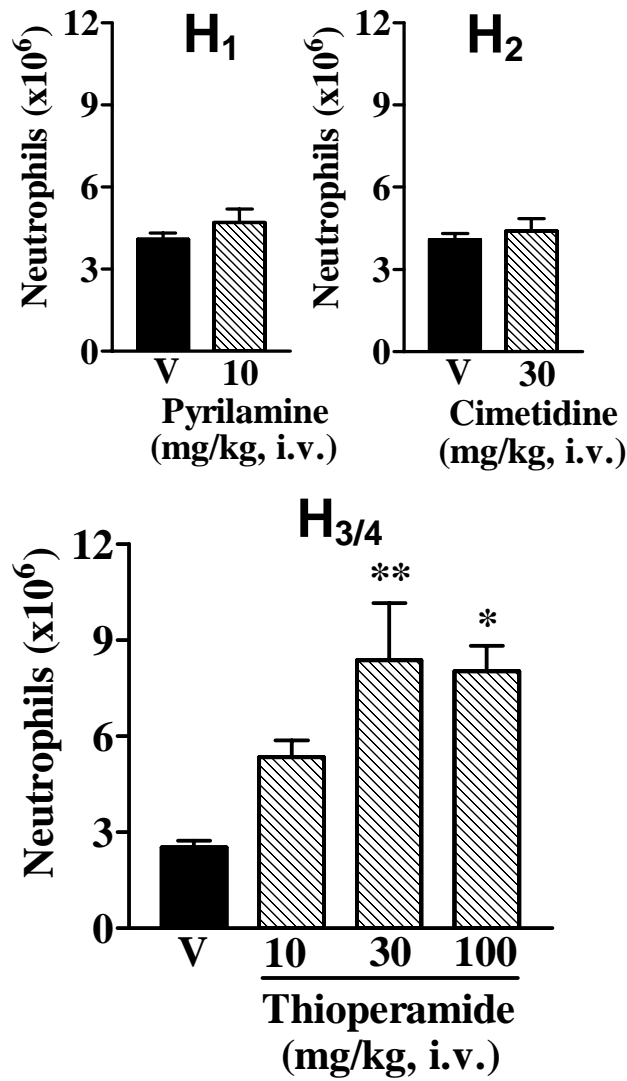 H1
Neutrophils (x10^6)
12
9
6
3
0
V 10
Pyrilamine
(mg/kg, i.v.)
H2
Neutrophils (x10^6)
12
9
6
3
0
V 30
Cimetidine
(mg/kg, i.v.)
H3/4
Neutrophils (x10^6)
12
9
6
3
0
** *
V 10 30 100
Thioperamide
(mg/kg, i.v.)